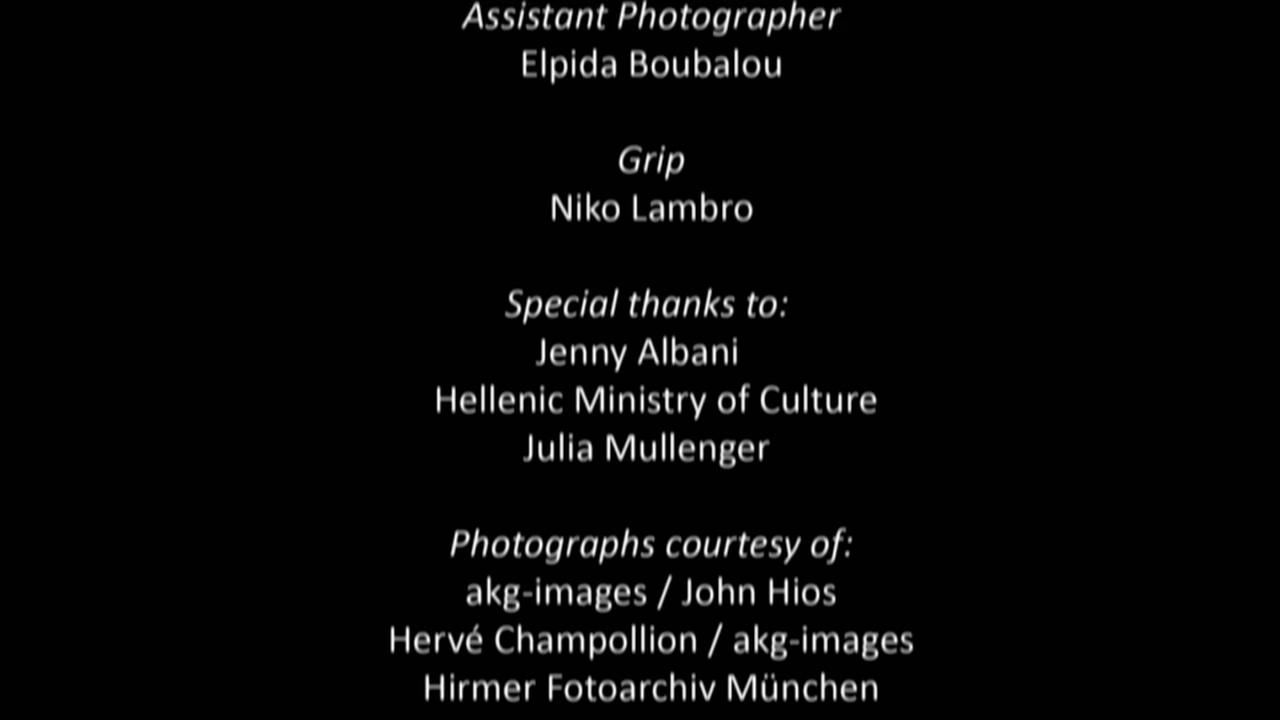 Assistant Photographer
Elpida Boubalou
Grip
Niko Lambro
Special thanks to:
Jenny Albani
Hellenic Ministry of Culture
Julia Mullenger
Photographs courtesy of:
akg-images / John Hios
Hervé Champollion / akg-images
Hirmer Fotoarchiv München